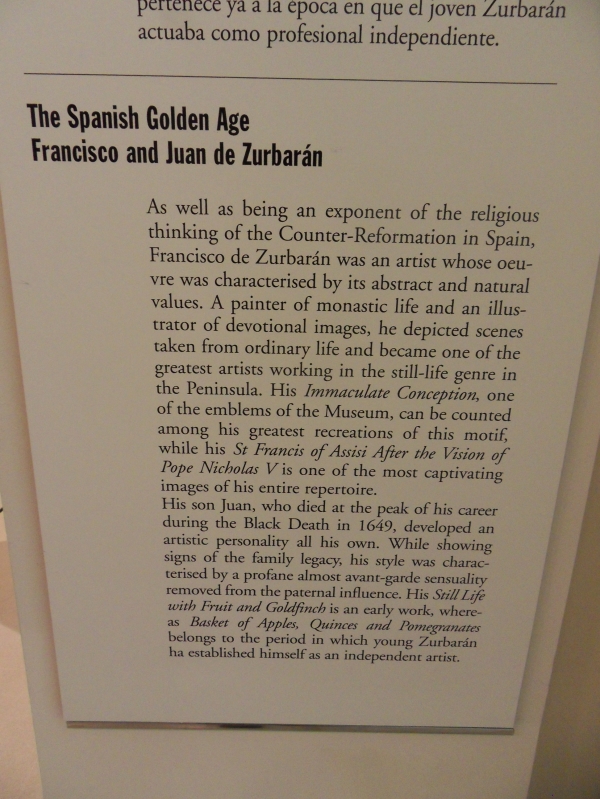 pertenece ya a la época en que el joven Zurbarán
actuaba como profesional independiente.
The Spanish Golden Age
Francisco and Juan de Zurbarán
As well as being an exponent of the religious
thinking of the Counter-Reformation in Spain,
Francisco de Zurbarán was an artist whose oeu-
vre was characterised by its abstract and natural
values. A painter of monastic life and an illus-
trator of devotional images, he depicted scenes
taken from ordinary life and became one of the
greatest artists working in the still-life genre in
the Peninsula. His Immaculate Conception, one
of the emblems of the Museum, can be counted
among his greatest recreations of this motif,
while his St Francis of Assisi After the Vision of
Pope Nicholas V is one of the most captivating
images of his entire repertoire.
His son Juan, who died at the peak of his career
during the Black Death in 1649, developed an
artistic personality all his own. While showing
signs of the family legacy, his style was charac-
terised by a profane almost avant-garde sensuality
removed from the paternal influence. His Still Life
with Fruit and Goldfinch is an early work, where-
as Basket of Apples, Quinces and Pomegranates
belongs to the period in which young Zurbarán
ha established himself as an independent artist.